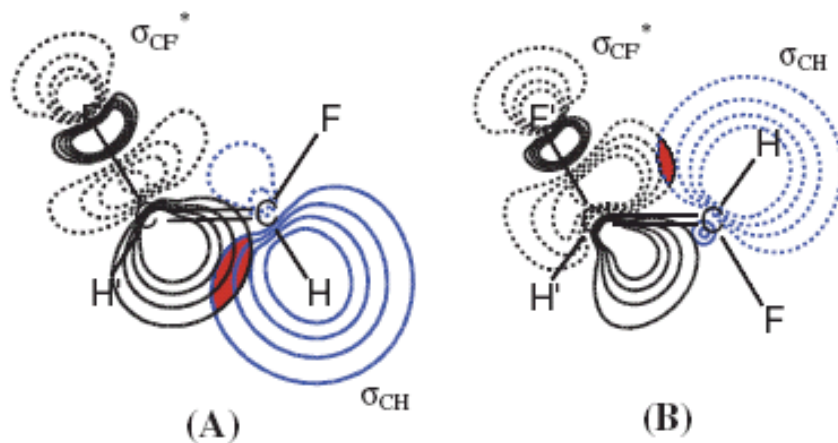 σCF'* σCF'* σCH
F F' H
C C C
H' H H' F
σCH
(A) (B)